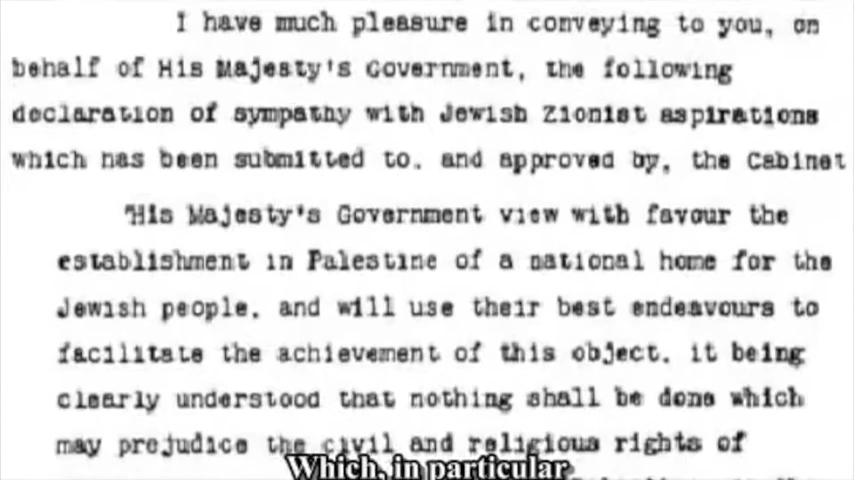 I have much pleasure in conveying to you, on
behalf of His Majesty's Government, the following
declaration of sympathy with Jewish Zionist aspirations
which has been submitted to, and approved by, the Cabinet
"His Majesty's Government view with favour the
establishment in Palestine of a national home for the
Jewish people, and will use their best endeavours to
facilitate the achievement of this object, it being
clearly understood that nothing shall be done which
may prejudice the civil and religious rights of
Which, in particular